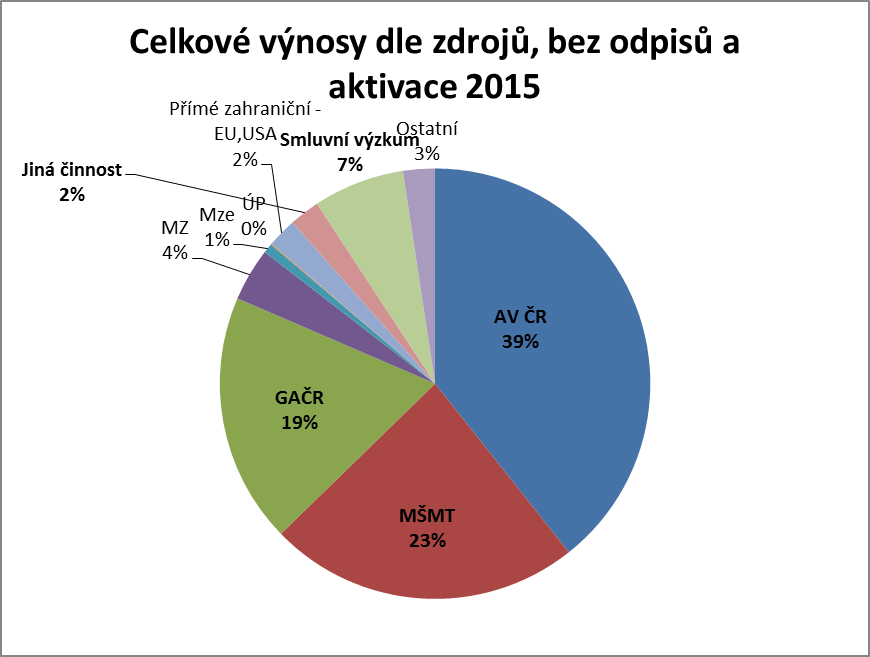 Celkové výnosy dle zdrojů, bez odpisů a
aktivace 2015
Přímé zahraniční -
EU,USA
2%
Smluvní výzkum
7%
Ostatní
3%
Jiná činnost
2%
ÚP
0%
Mze
1%
MZ
4%
AV ČR
39%
GAČR
19%
MŠMT
23%